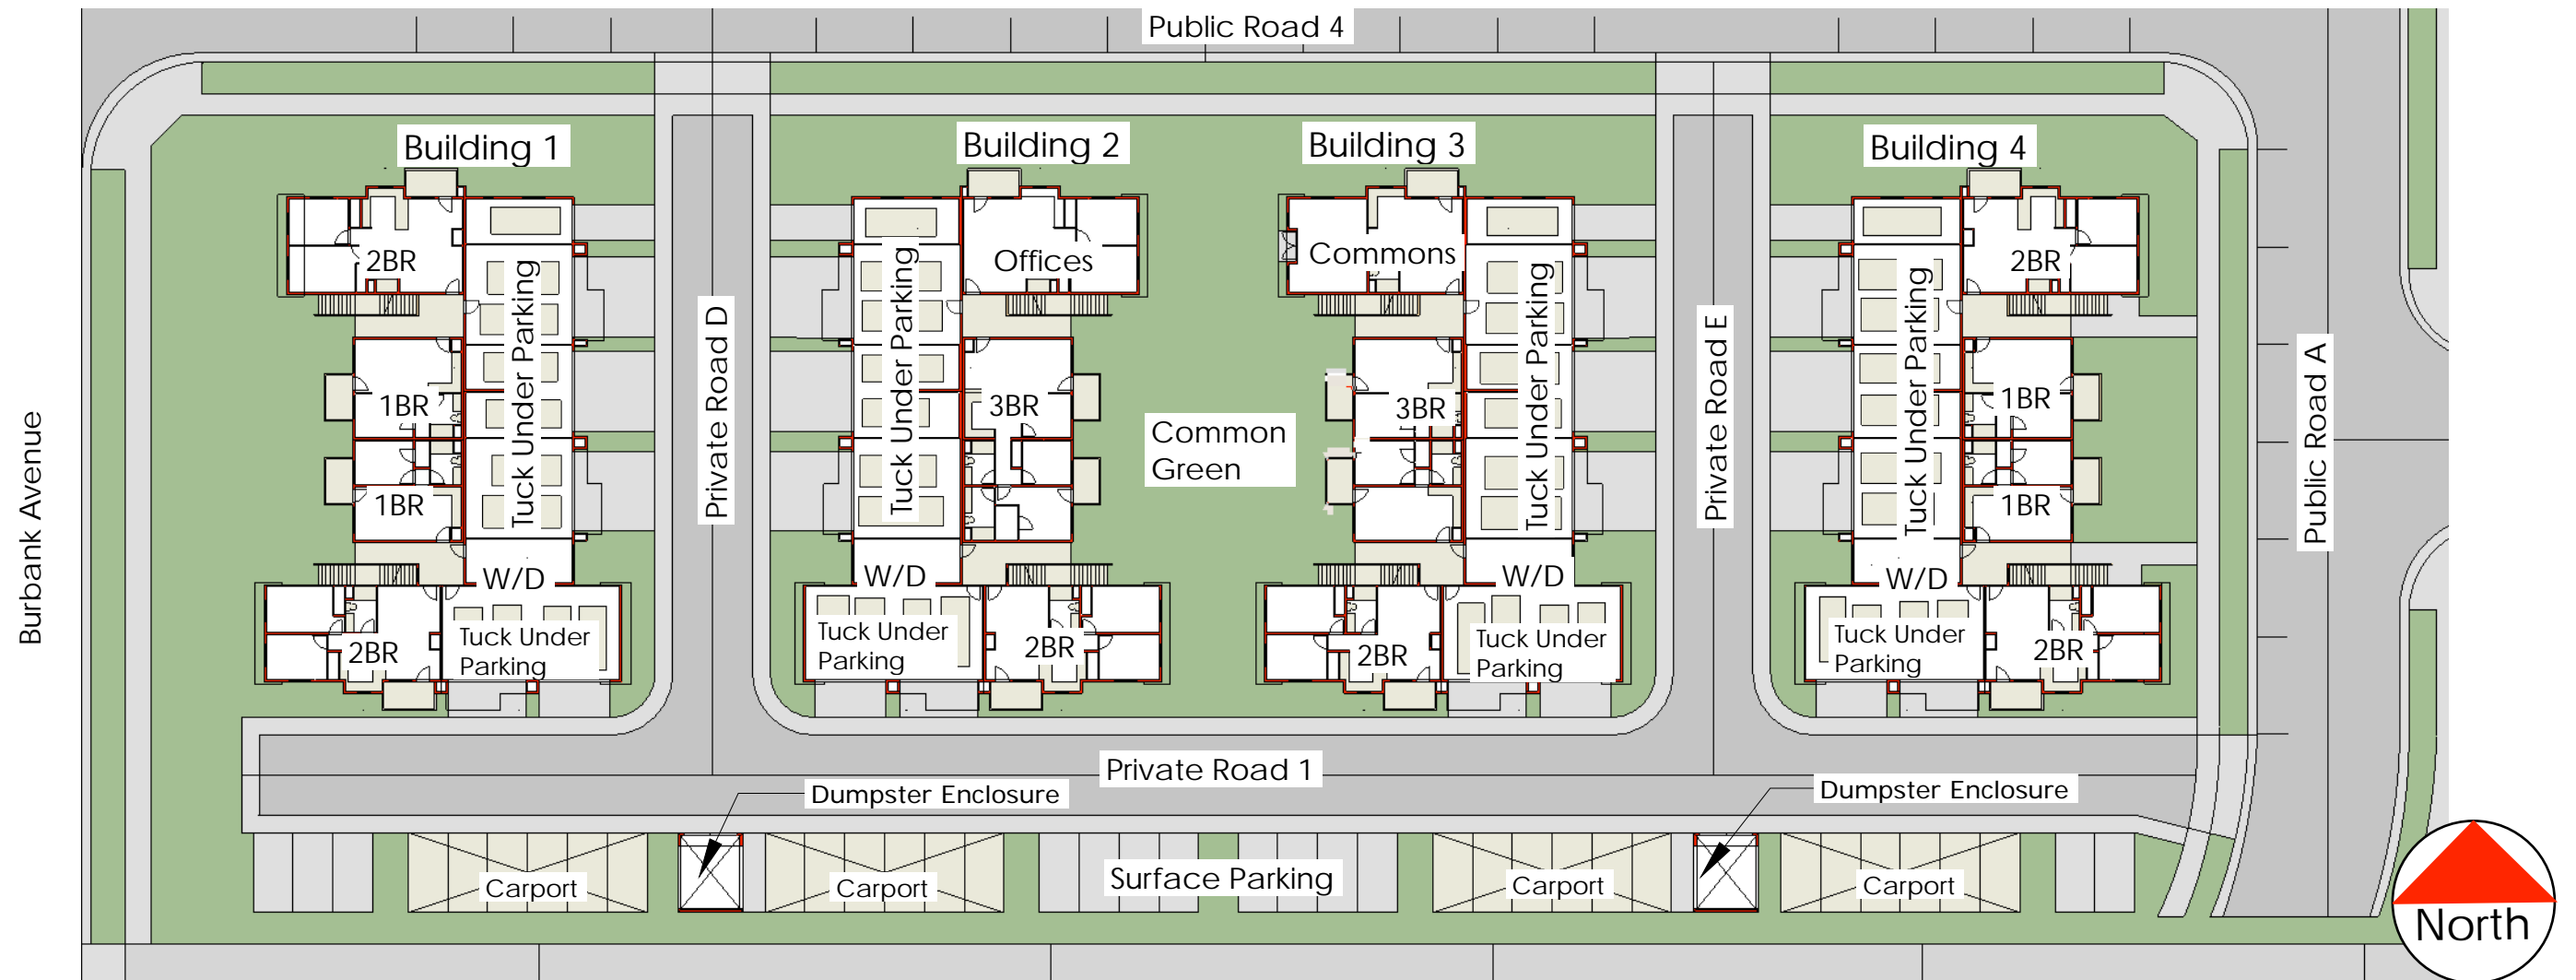 Public Road 4
Building 1
Building 2
Building 3
Building 4
2BR
Tuck Under Parking
Tuck Under Parking
Offices
Commons
Tuck Under Parking
Tuck Under Parking
2BR
Burbank Avenue
1BR
1BR
Private Road D
3BR
Common
Green
3BR
Private Road E
1BR
1BR
Public Road A
W/D
W/D
W/D
W/D
2BR
Tuck Under
Parking
Tuck Under
Parking
2BR
2BR
Tuck Under
Parking
Tuck Under
Parking
2BR
Private Road 1
Dumpster Enclosure
Dumpster Enclosure
Carport
Carport
Surface Parking
Carport
Carport
North